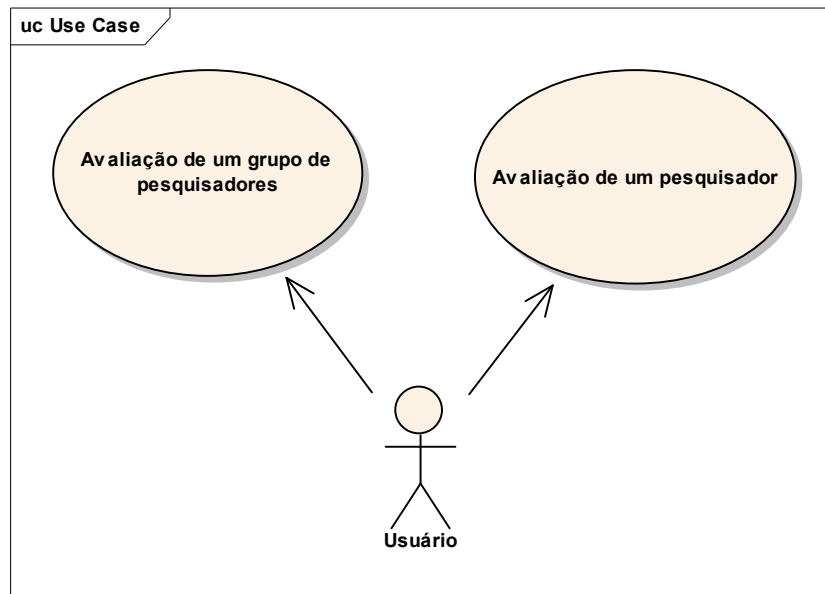 uc Use Case
Avaliação de um grupo de
pesquisadores
Avaliação de um pesquisador
Usuário